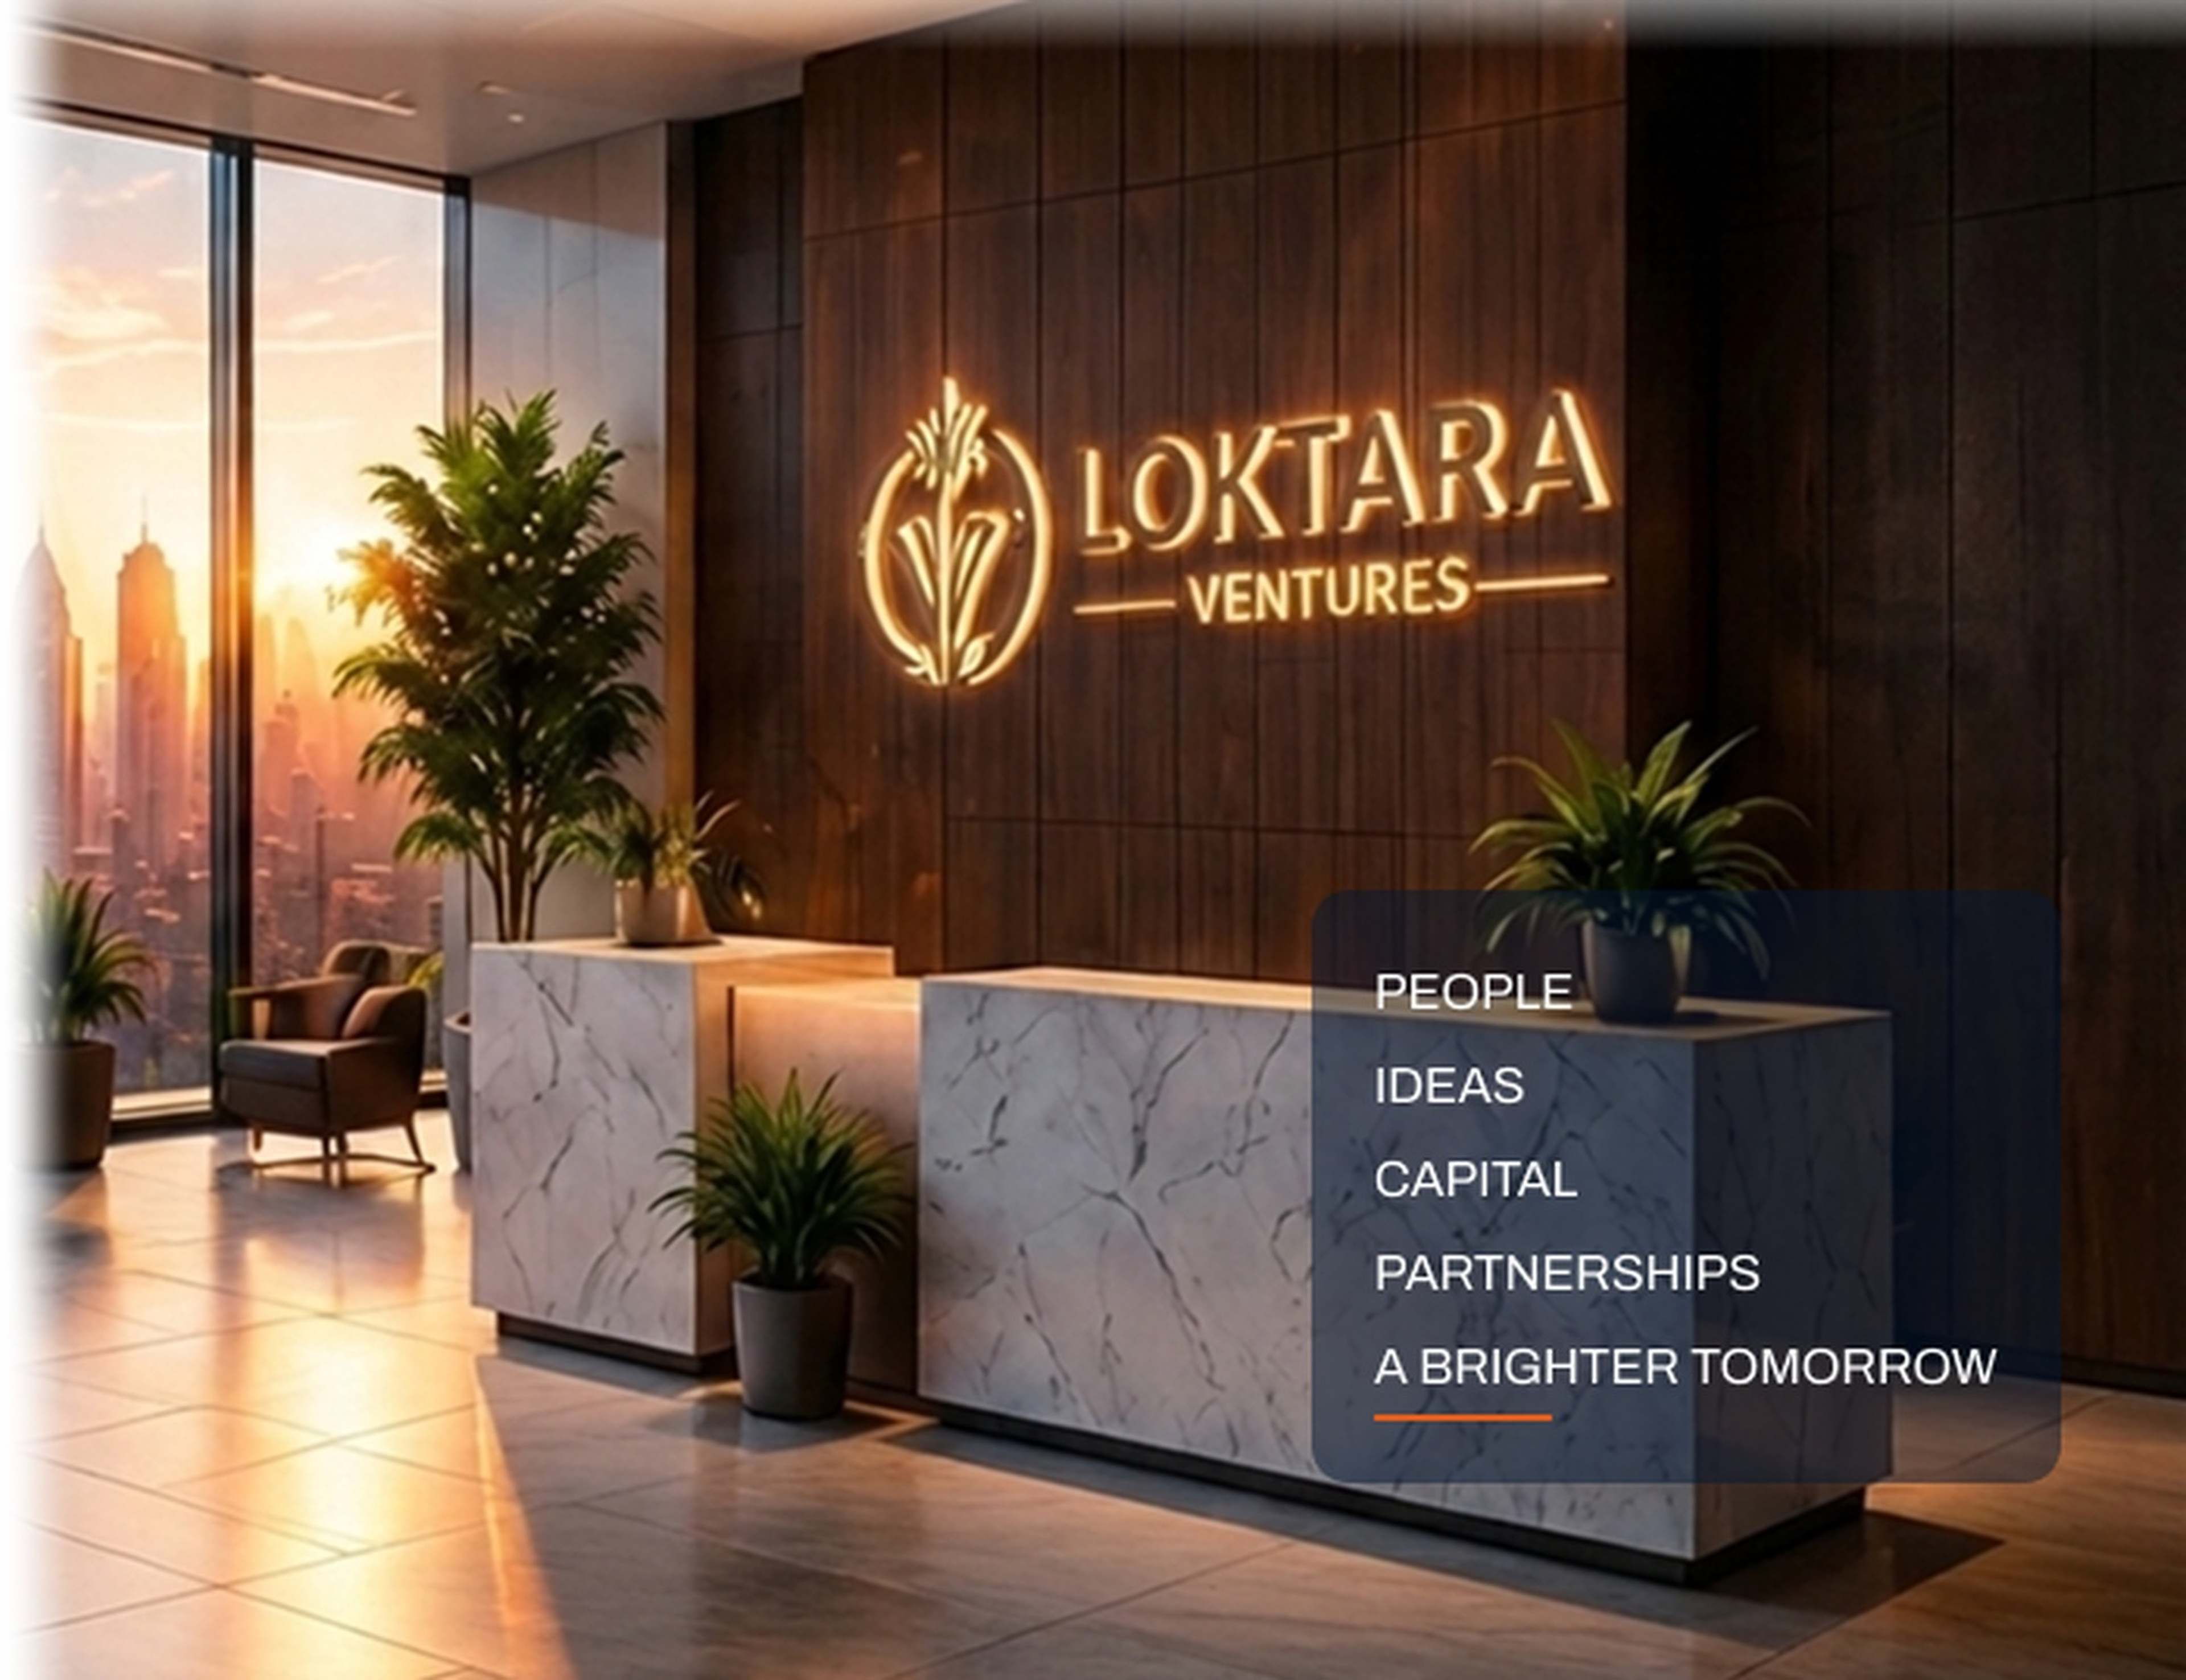 LOKTARA
VENTURES
PEOPLE
IDEAS
CAPITAL
PARTNERSHIPS
A BRIGHTER TOMORROW